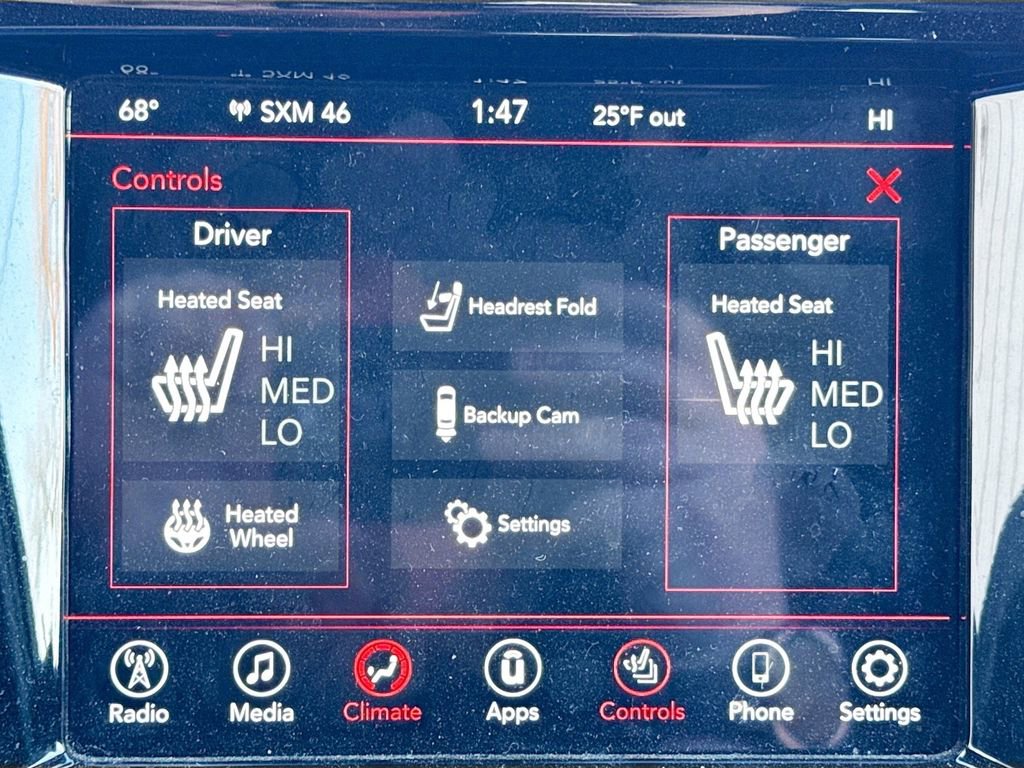 68° SXM 46 1:47 25°F out HI
Controls
Driver
Heated Seat
HI
MED
LO
Heated
Wheel
Headrest Fold
Backup Cam
Settings
Passenger
Heated Seat
HI
MED
LO
Radio Media Climate Apps Controls Phone Settings